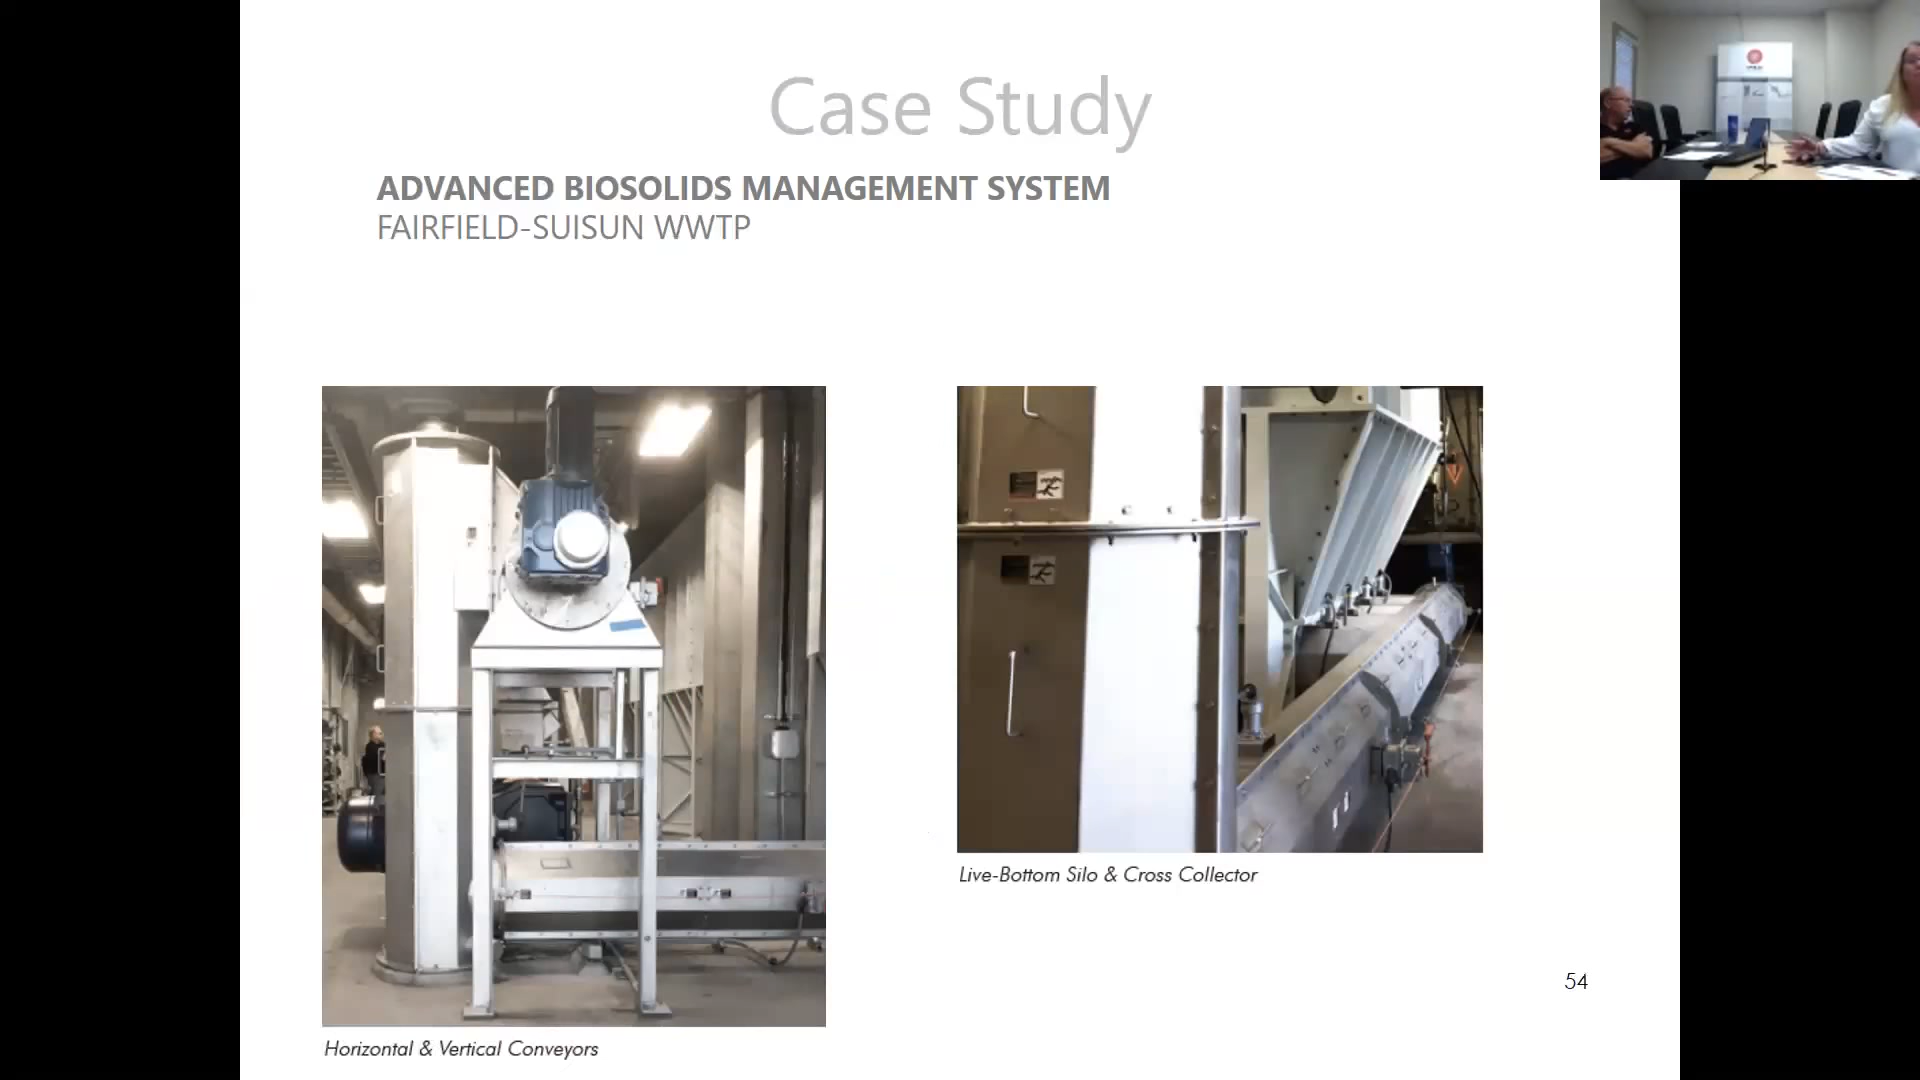 Case Study
ADVANCED BIOSOLIDS MANAGEMENT SYSTEM
FAIRFIELD-SUISUN WWTP
Live-Bottom Silo & Cross Collector
54
Horizontal & Vertical Conveyors